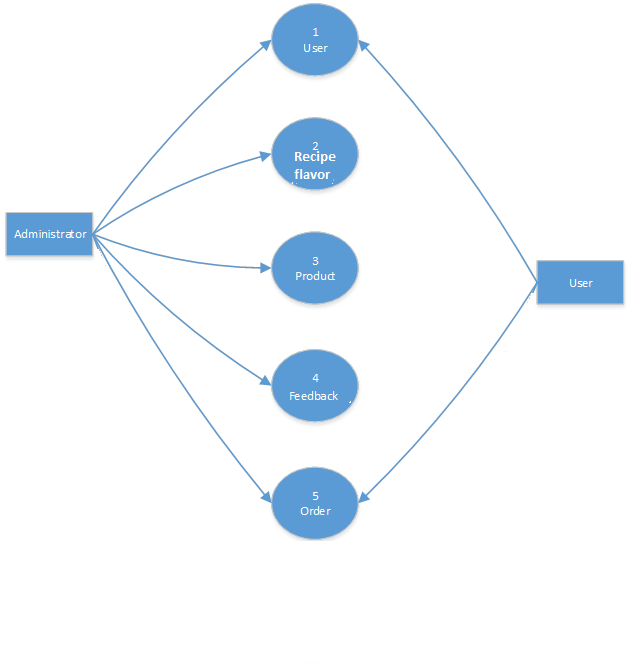 1
User
2
Recipe
flavor
Administrator
3
Product
User
4
Feedback
5
Order